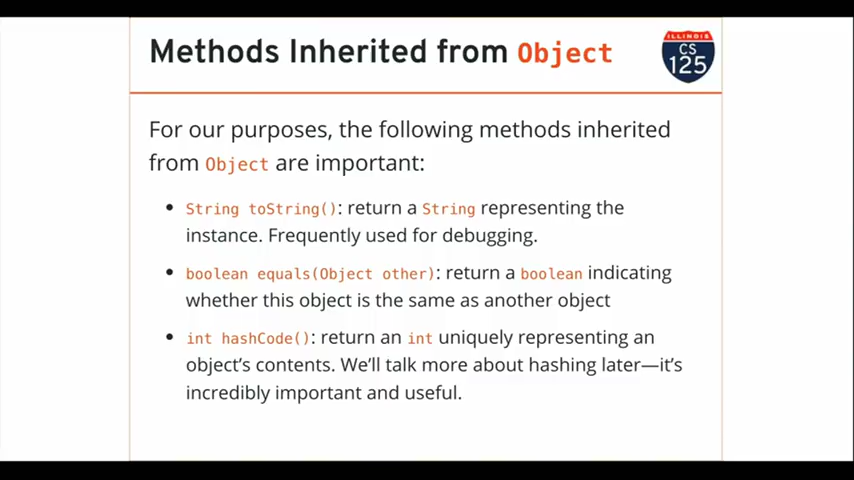 Methods Inherited from Object
ILLINOIS
CS
125
For our purposes, the following methods inherited
from Object are important:
• String toString(): return a String representing the
instance. Frequently used for debugging.
• boolean equals(Object other): return a boolean indicating
whether this object is the same as another object
• int hashCode(): return an int uniquely representing an
object’s contents. We’ll talk more about hashing later—it’s
incredibly important and useful.